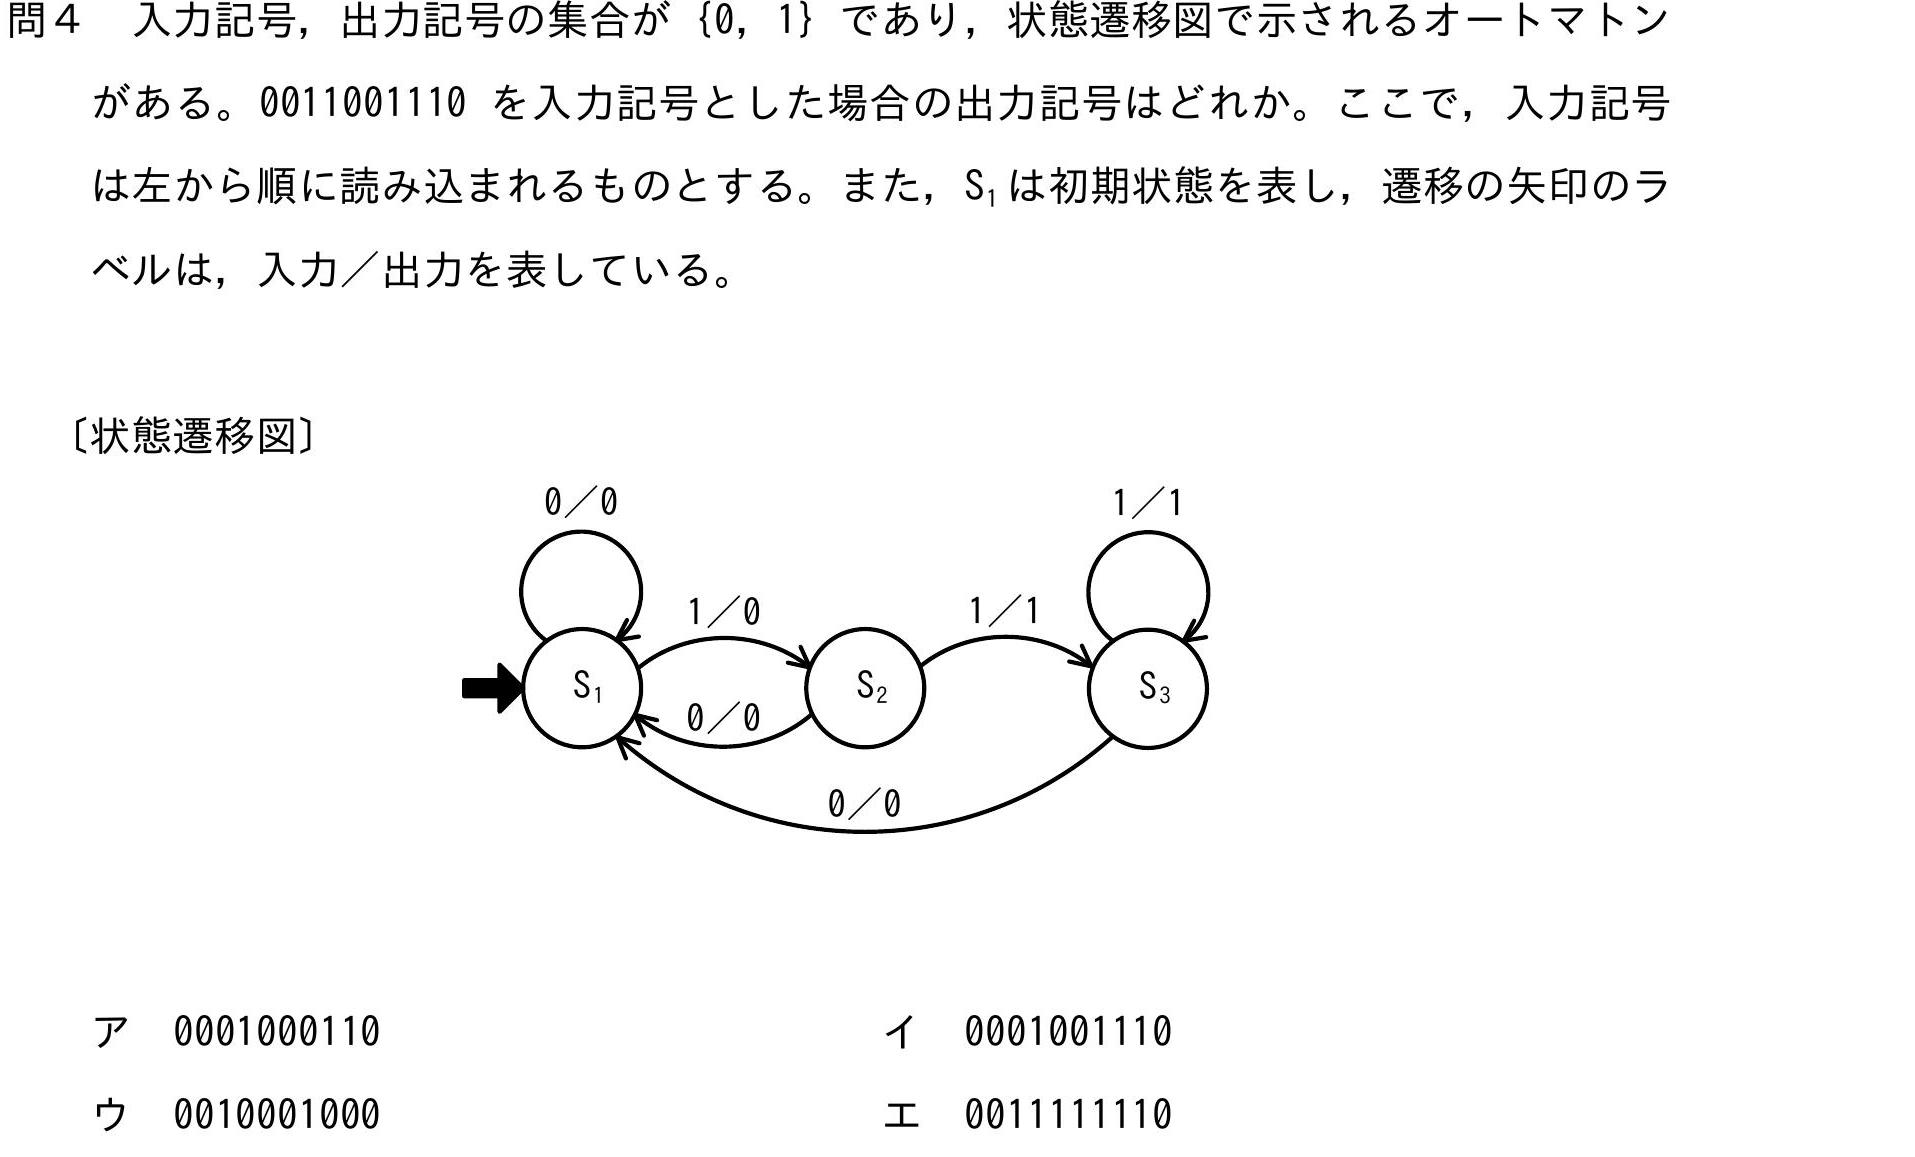 問４　入力記号，出力記号の集合が {0, 1} であり，状態遷移図で示されるオートマトン
がある。0011001110 を入力記号とした場合の出力記号はどれか。ここで，入力記号
は左から順に読み込まれるものとする。また，S₁は初期状態を表し，遷移の矢印のラ
ベルは，入力／出力を表している。
〔状態遷移図〕
0／0
1／1
1／0
1／1
S₁
S₂
S₃
0／0
0／0
ア　0001000110
イ　0001001110
ウ　0010001000
エ　0011111110